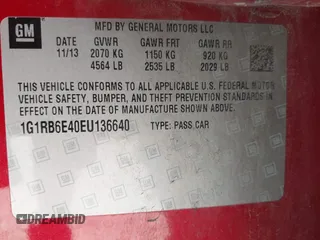 GM
MFD BY GENERAL MOTORS LLC
DATE GVWR GAWR FRT GAWR RR
11/13 2070 KG 1150 KG 920 KG
4564 LB 2535 LB 2029 LB
THIS VEHICLE CONFORMS TO ALL APPLICABLE U.S. FEDERAL MOTOR
VEHICLE SAFETY, BUMPER, AND THEFT PREVENTION STANDARDS IN
EFFECT ON THE DATE OF MANUFACTURE SHOWN ABOVE.
1G1RB6E40EU136640 TYPE: PASS CAR
DREAMBID